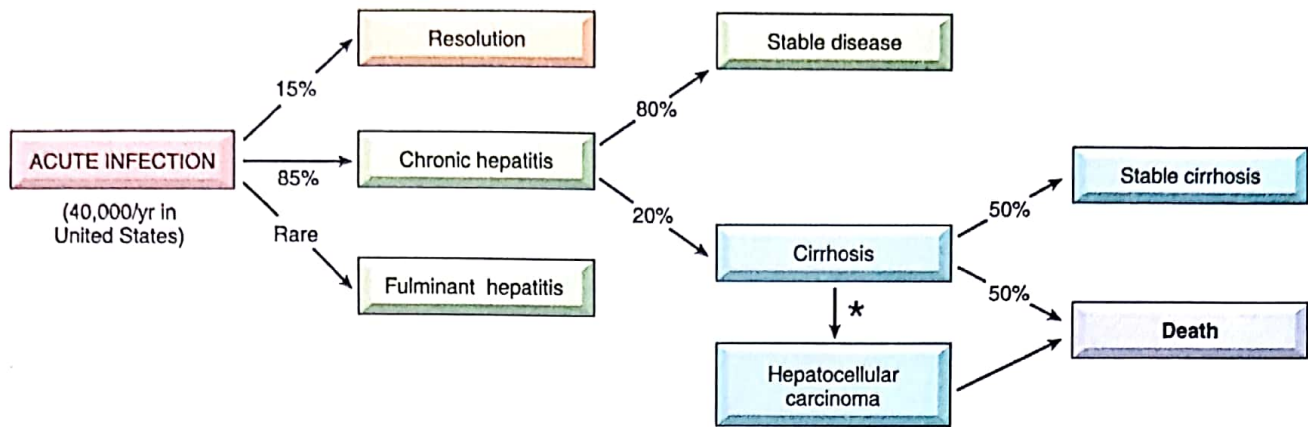 Resolution
Stable disease
15%
80%
ACUTE INFECTION
Chronic hepatitis
Stable cirrhosis
85%
(40,000/yr in
United States)
20%
50%
Rare
Cirrhosis
Fulminant hepatitis
50%
*
Death
Hepatocellular
carcinoma